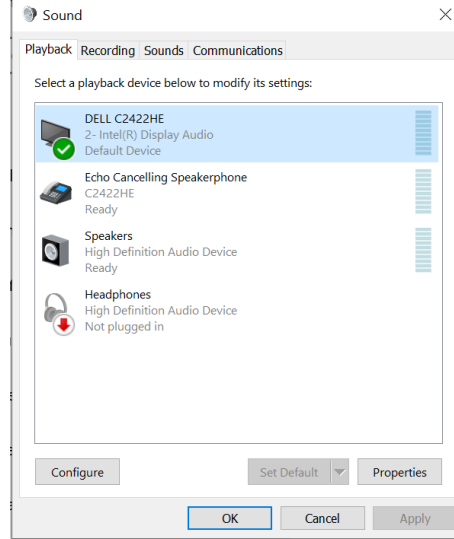 Sound
Playback Recording Sounds Communications
Select a playback device below to modify its settings:
DELL C2422HE
2- Intel(R) Display Audio
Default Device
Echo Cancelling Speakerphone
C2422HE
Ready
Speakers
High Definition Audio Device
Ready
Headphones
High Definition Audio Device
Not plugged in
Configure Set Default Properties
OK Cancel Apply